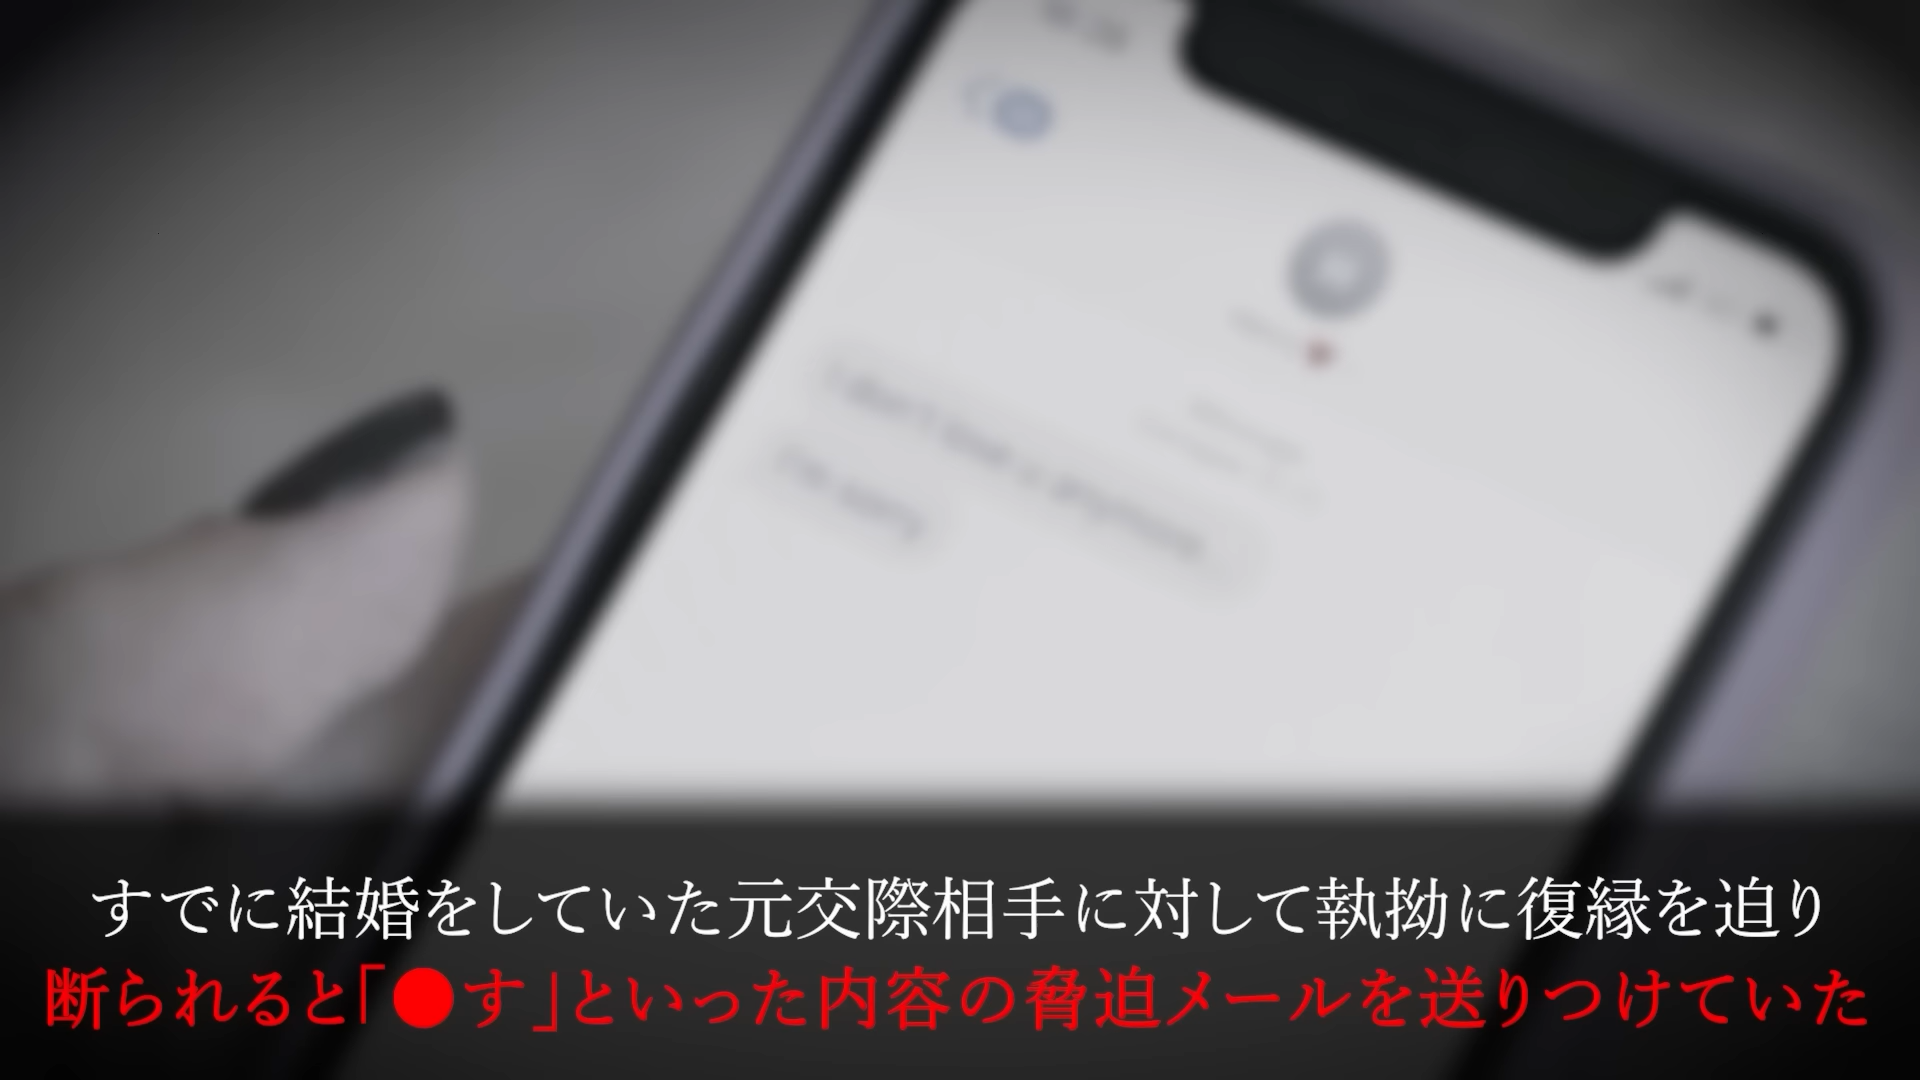 すでに結婚をしていた元交際相手に対して執拗に復縁を迫り
断られると「●す」といった内容の脅迫メールを送りつけていた